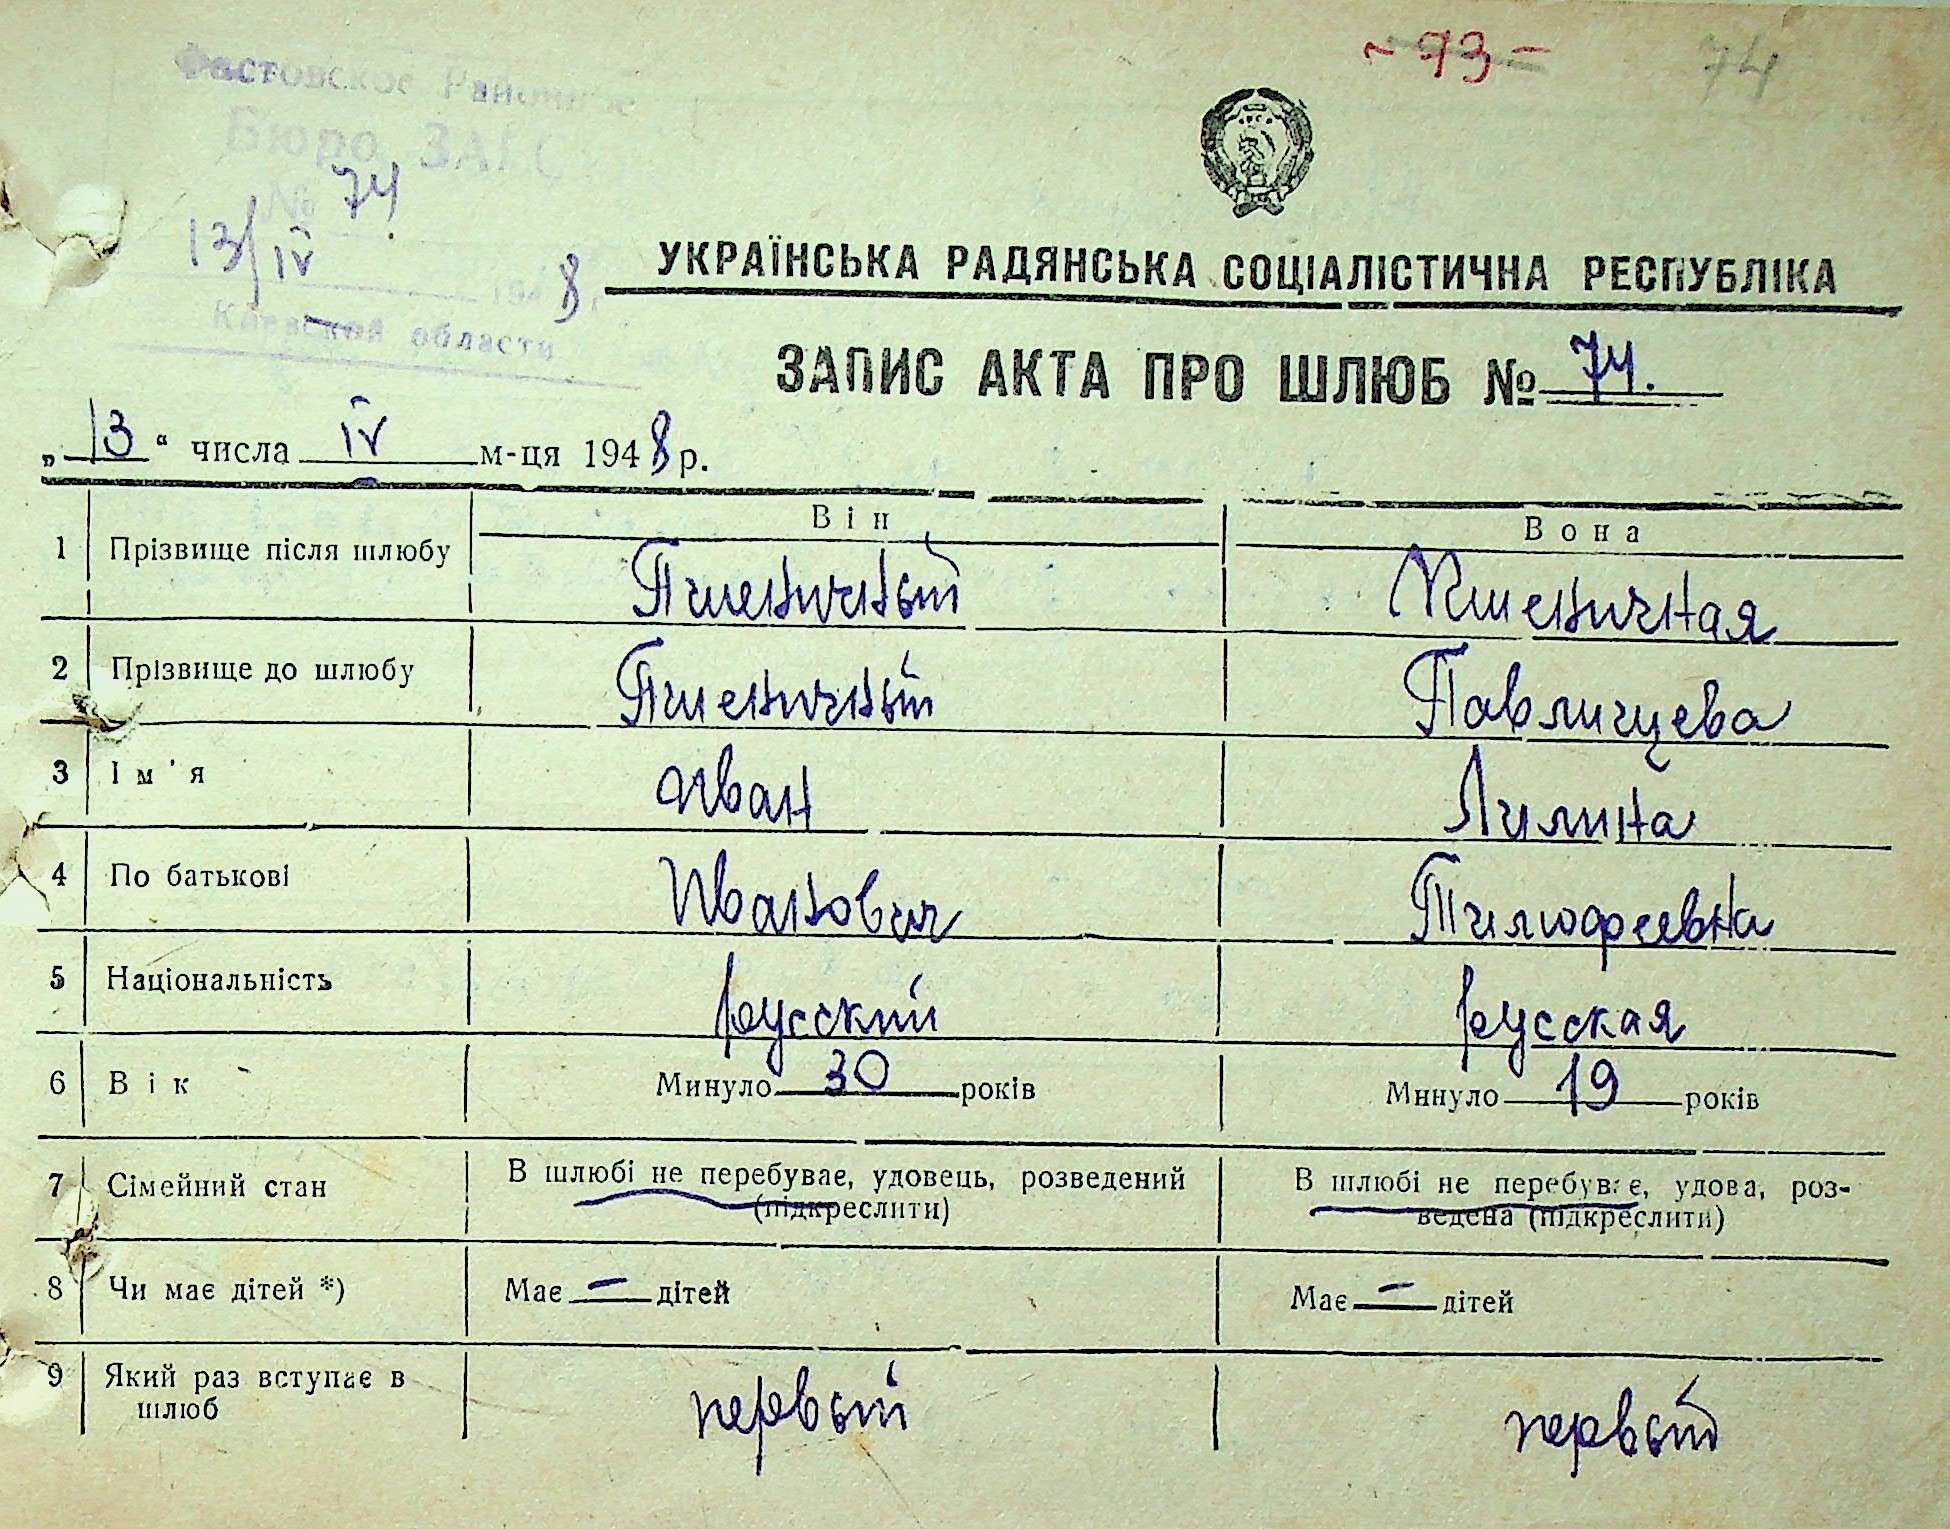 ~ 93 - 74
Фастовское Районное
Бюро ЗАГС
№ 74
13/IV 1948 г.
Киевской области
УКРАЇНСЬКА РАДЯНСЬКА СОЦІАЛІСТИЧНА РЕСПУБЛІКА
ЗАПИС АКТА ПРО ШЛЮБ № 74.
„ 13 “ числа IV м-ця 1948 р.
Він Вона
1 Прізвище після шлюбу Пшеничный Пшеничная
2 Прізвище до шлюбу Пшеничный Павлищева
3 Ім'я Иван
4 По батькові Иванович Тимофеевна
5 Національність русский русская
6 Вік Минуло 30 років Минуло 19 років
7 Сімейний стан В шлюбі не перебуває, удовець, розведений (підкреслити) В шлюбі не перебуває, удова, роз-
ведена (підкреслити)
8 Чи має дітей *) Має – дітей Має – дітей
9 Який раз вступає в шлюб первый первый